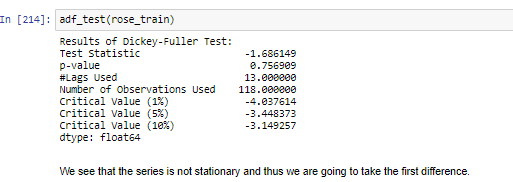 In [214]: adf_test(rose_train)
Results of Dickey-Fuller Test:
Test Statistic -1.686149
p-value 0.756909
#Lags Used 13.000000
Number of Observations Used 118.000000
Critical Value (1%) -4.037614
Critical Value (5%) -3.448373
Critical Value (10%) -3.149257
dtype: float64
We see that the series is not stationary and thus we are going to take the first difference.